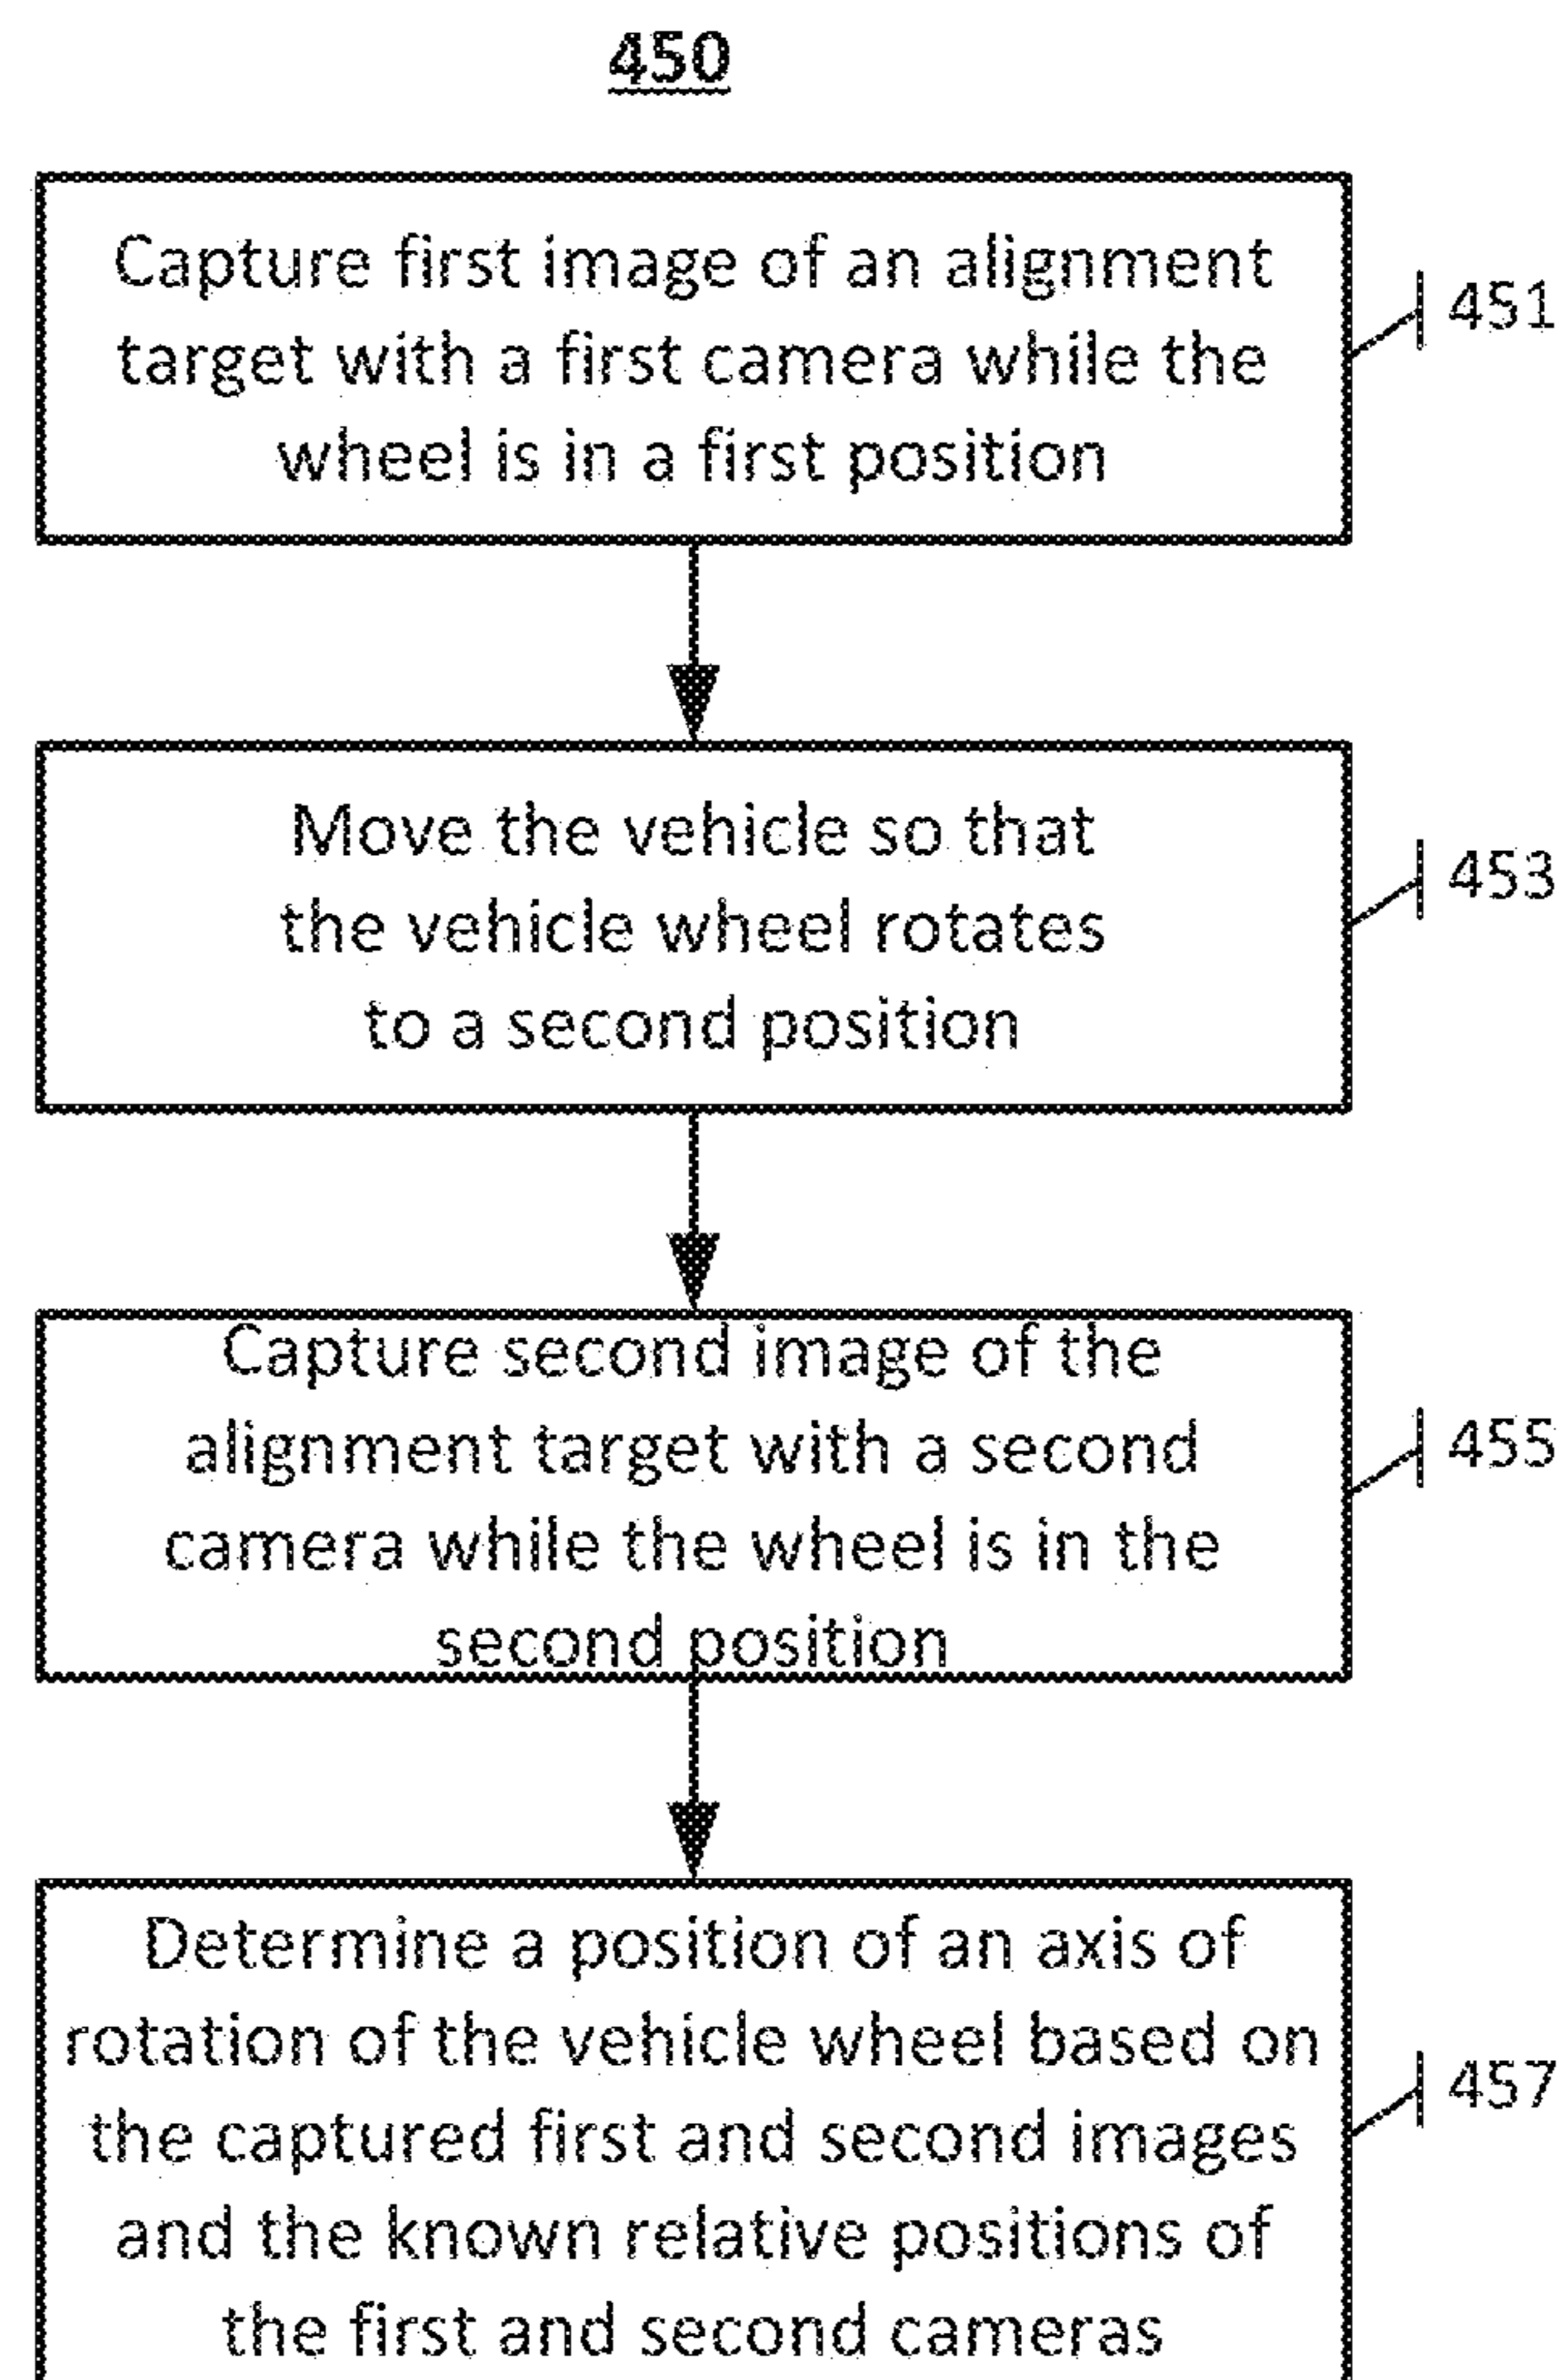 450
Capture first image of an alignment
target with a first camera while the
wheel is in a first position
451
Move the vehicle so that
the vehicle wheel rotates
to a second position
453
Capture second image of the
alignment target with a second
camera while the wheel is in the
second position
455
Determine a position of an axis of
rotation of the vehicle wheel based on
the captured first and second images
and the known relative positions of
the first and second cameras
457